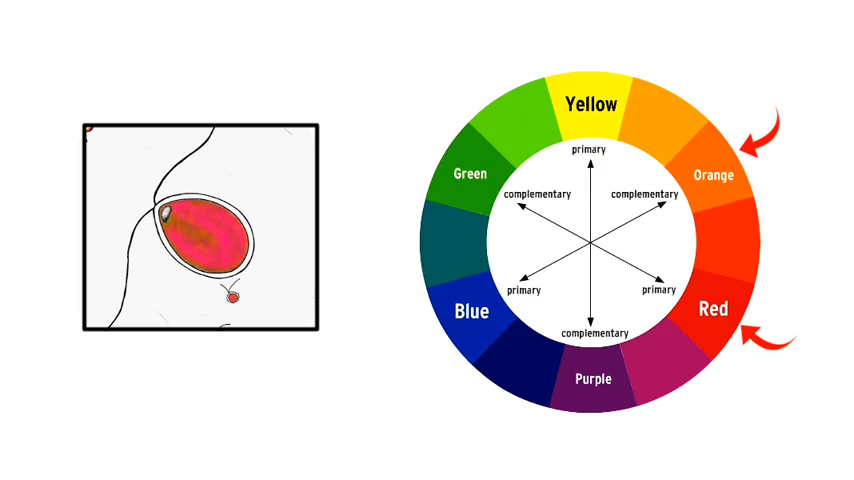 Yellow
primary
Green
Orange
complementary
complementary
primary
primary
Blue
Red
complementary
Purple